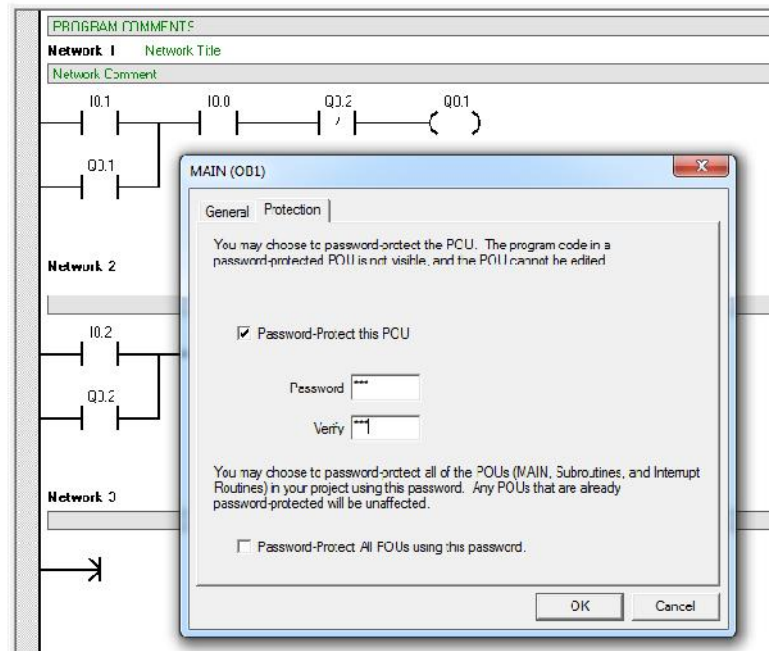 PROGRAM COMMENTS
Network 1 Network Title
Network Comment
I0.1 I0.0 Q0.2 Q0.1
/
Q0.1
Network 2
I0.2
Q0.2
Network 3
MAIN (OB1)
General Protection
You may choose to password-protect the POU. The program code in a
password-protected POU is not visible, and the POU cannot be edited
Password-Protect this POU
Password ***
Verify ***
You may choose to password-protect all of the POUs (MAIN, Subroutines, and Interrupt
Routines) in your project using this password. Any POUs that are already
password-protected will be unaffected.
Password-Protect All POUs using this password.
OK Cancel